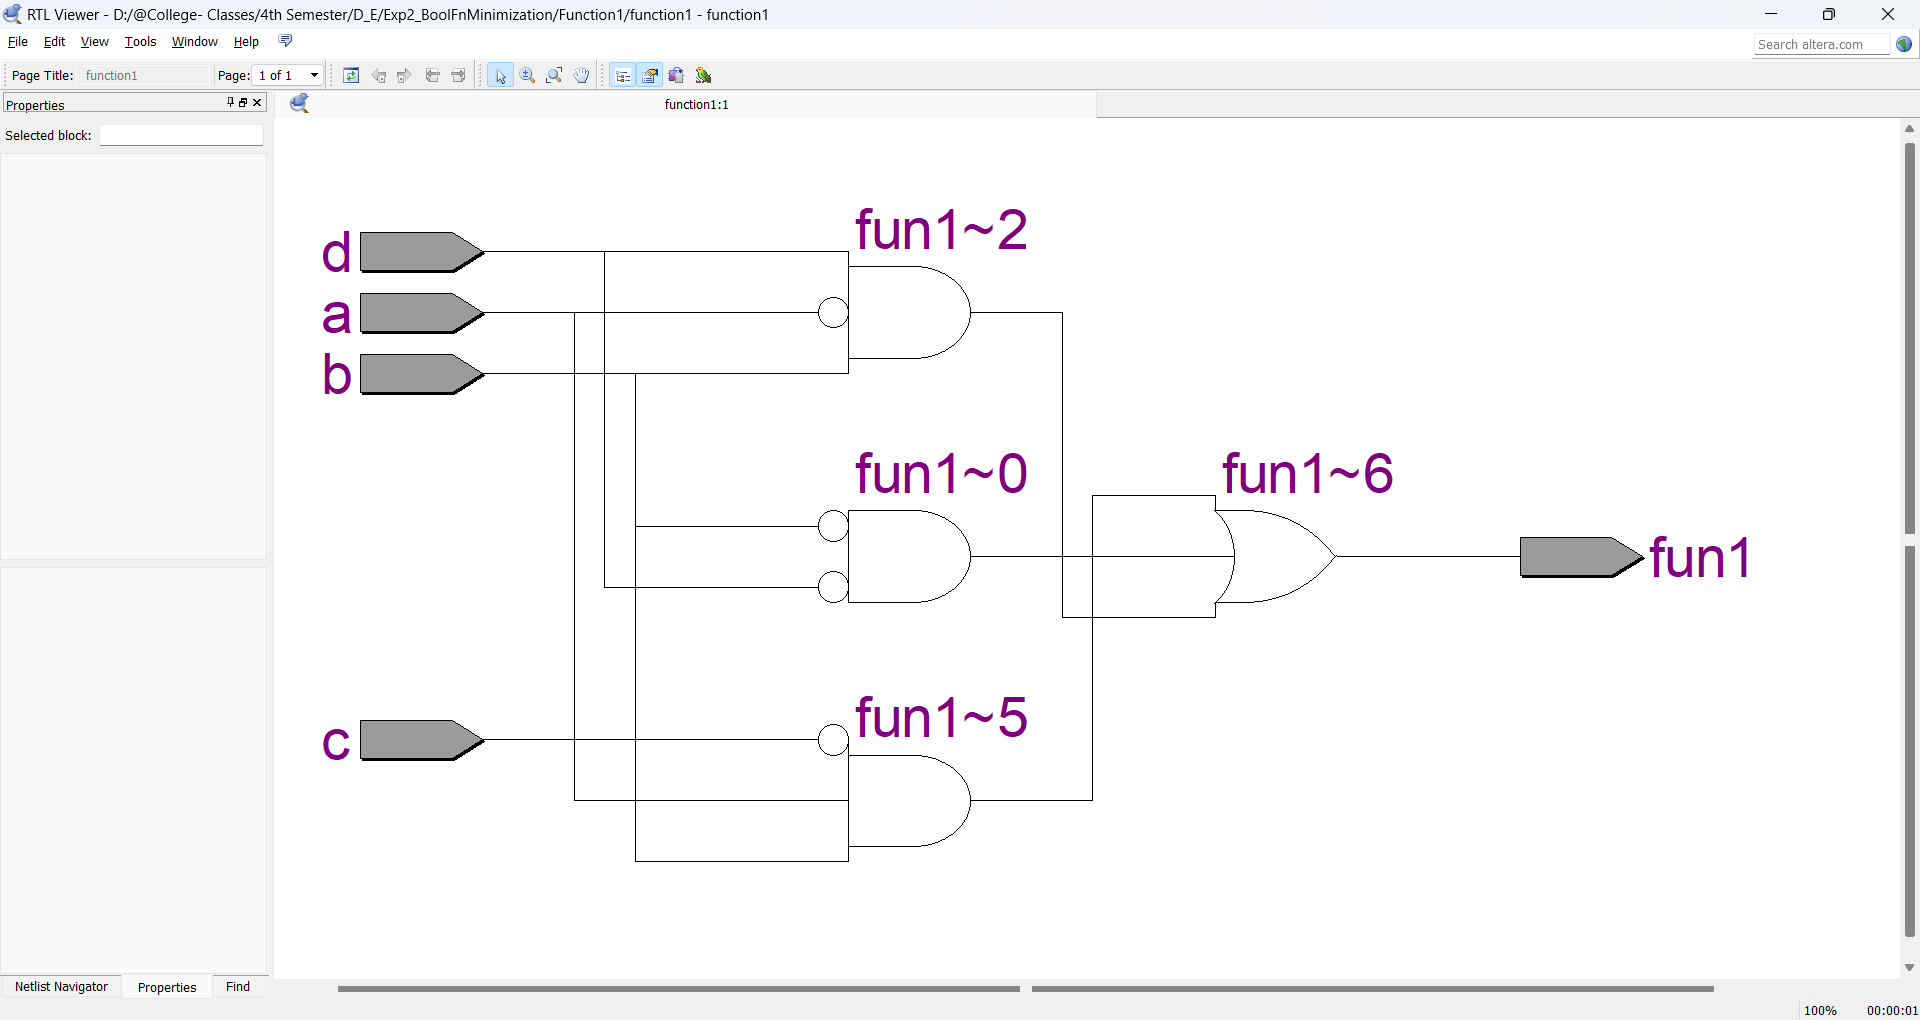 RTL Viewer - D:/@College- Classes/4th Semester/D_E/Exp2_BoolFnMinimization/Function1/function1 - function1
File Edit View Tools Window Help
Search altera.com
Page Title: function1 Page: 1 of 1
Properties
function1:1
Selected block:
fun1~2
d
a
b
fun1~0
fun1~6
fun1
fun1~5
c
Netlist Navigator Properties Find
100% 00:00:01